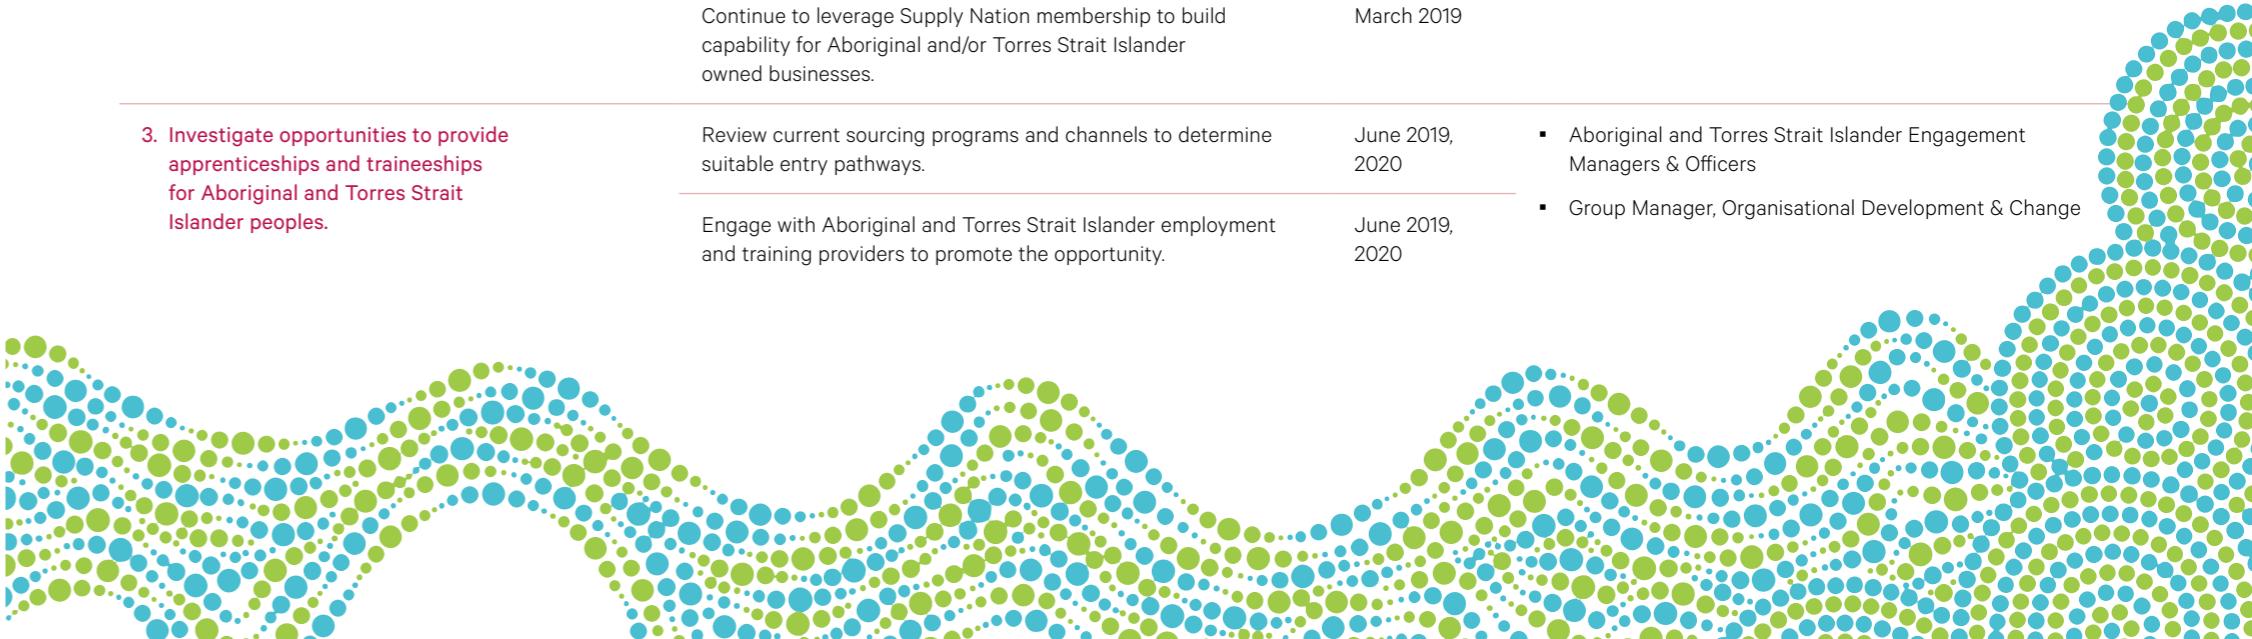 Continue to leverage Supply Nation membership to build
capability for Aboriginal and/or Torres Strait Islander
owned businesses.
March 2019
3. Investigate opportunities to provide
apprenticeships and traineeships
for Aboriginal and Torres Strait
Islander peoples.
Review current sourcing programs and channels to determine
suitable entry pathways.
June 2019,
2020
Engage with Aboriginal and Torres Strait Islander employment
and training providers to promote the opportunity.
June 2019,
2020
▪ Aboriginal and Torres Strait Islander Engagement
Managers & Officers
▪ Group Manager, Organisational Development & Change